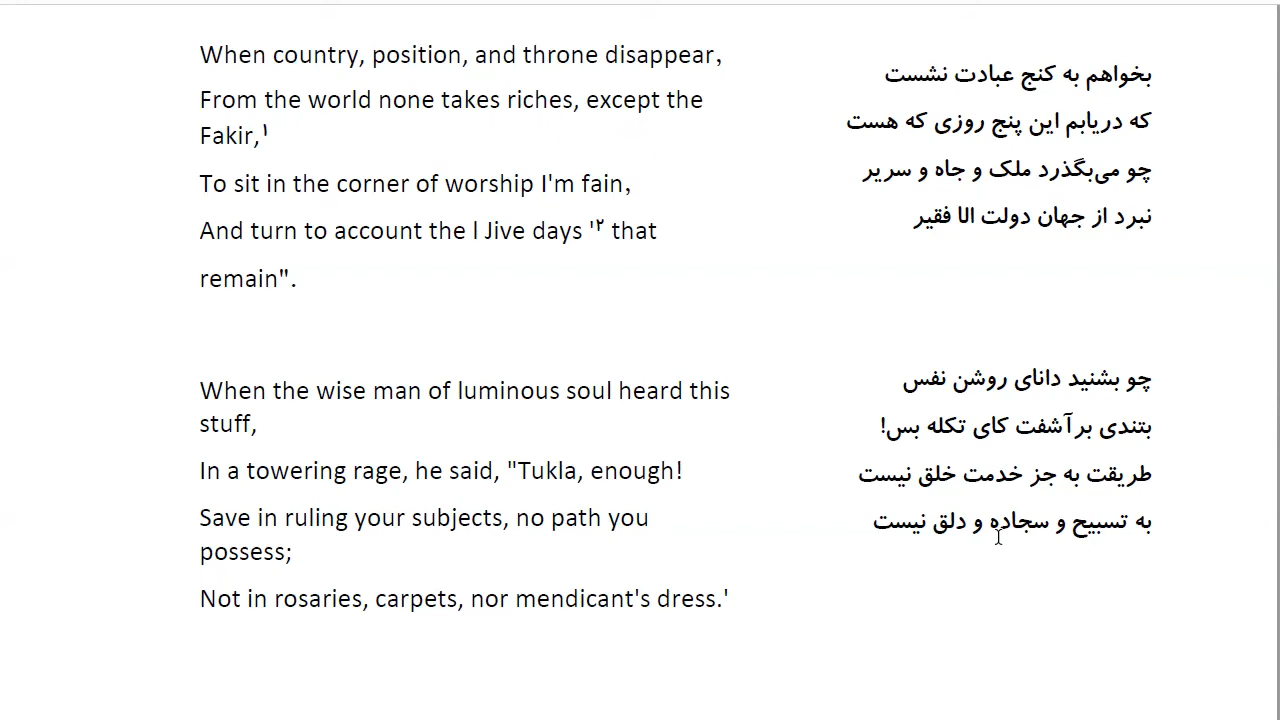 When country, position, and throne disappear,
From the world none takes riches, except the
Fakir,۱
To sit in the corner of worship I'm fain,
And turn to account the l Jive days '۲ that
remain".
When the wise man of luminous soul heard this
stuff,
In a towering rage, he said, "Tukla, enough!
Save in ruling your subjects, no path you
possess;
Not in rosaries, carpets, nor mendicant's dress.'
بخواهم به کنج عبادت نشست
که دریابم این پنج روزی که هست
چو می‌بگذرد ملک و جاه و سریر
نبرد از جهان دولت الا فقیر
چو بشنید دانای روشن نفس
بتندی برآشفت کای تکله بس!
طریقت به جز خدمت خلق نیست
به تسبیح و سجاده و دلق نیست